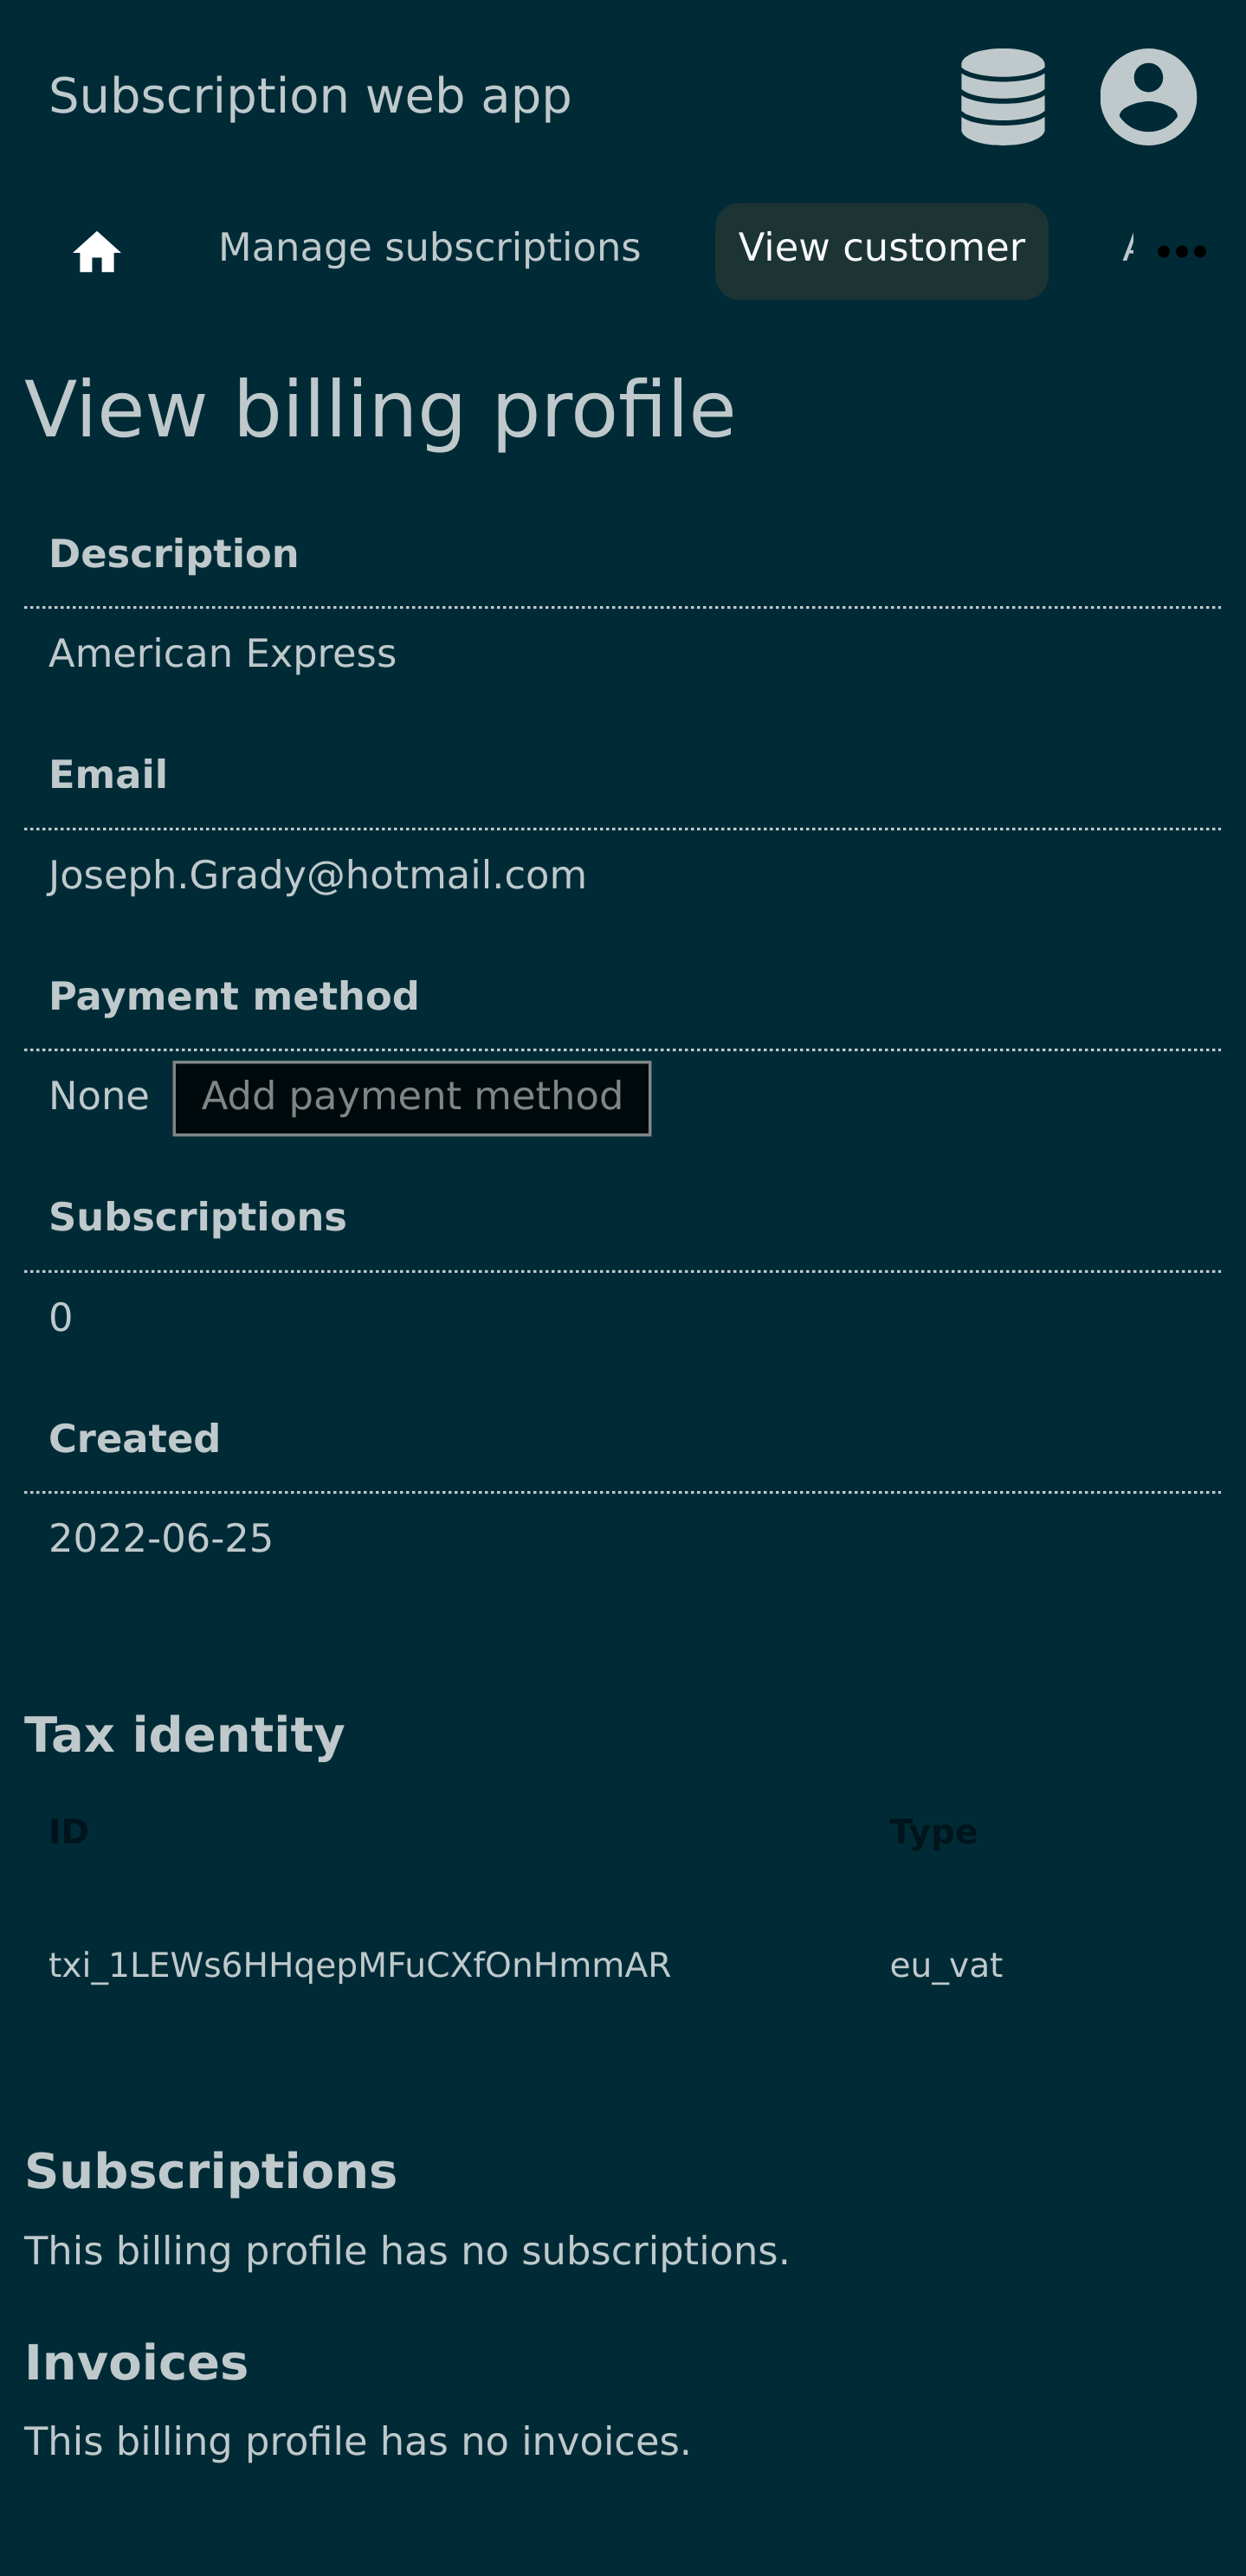 Subscription web app
Manage subscriptions View customer
View billing profile
Description
American Express
Email
Joseph.Grady@hotmail.com
Payment method
None Add payment method
Subscriptions
0
Created
2022-06-25
Tax identity
ID Type
txi_1LEWs6HHqepMFuCXfOnHmmAR eu_vat
Subscriptions
This billing profile has no subscriptions.
Invoices
This billing profile has no invoices.